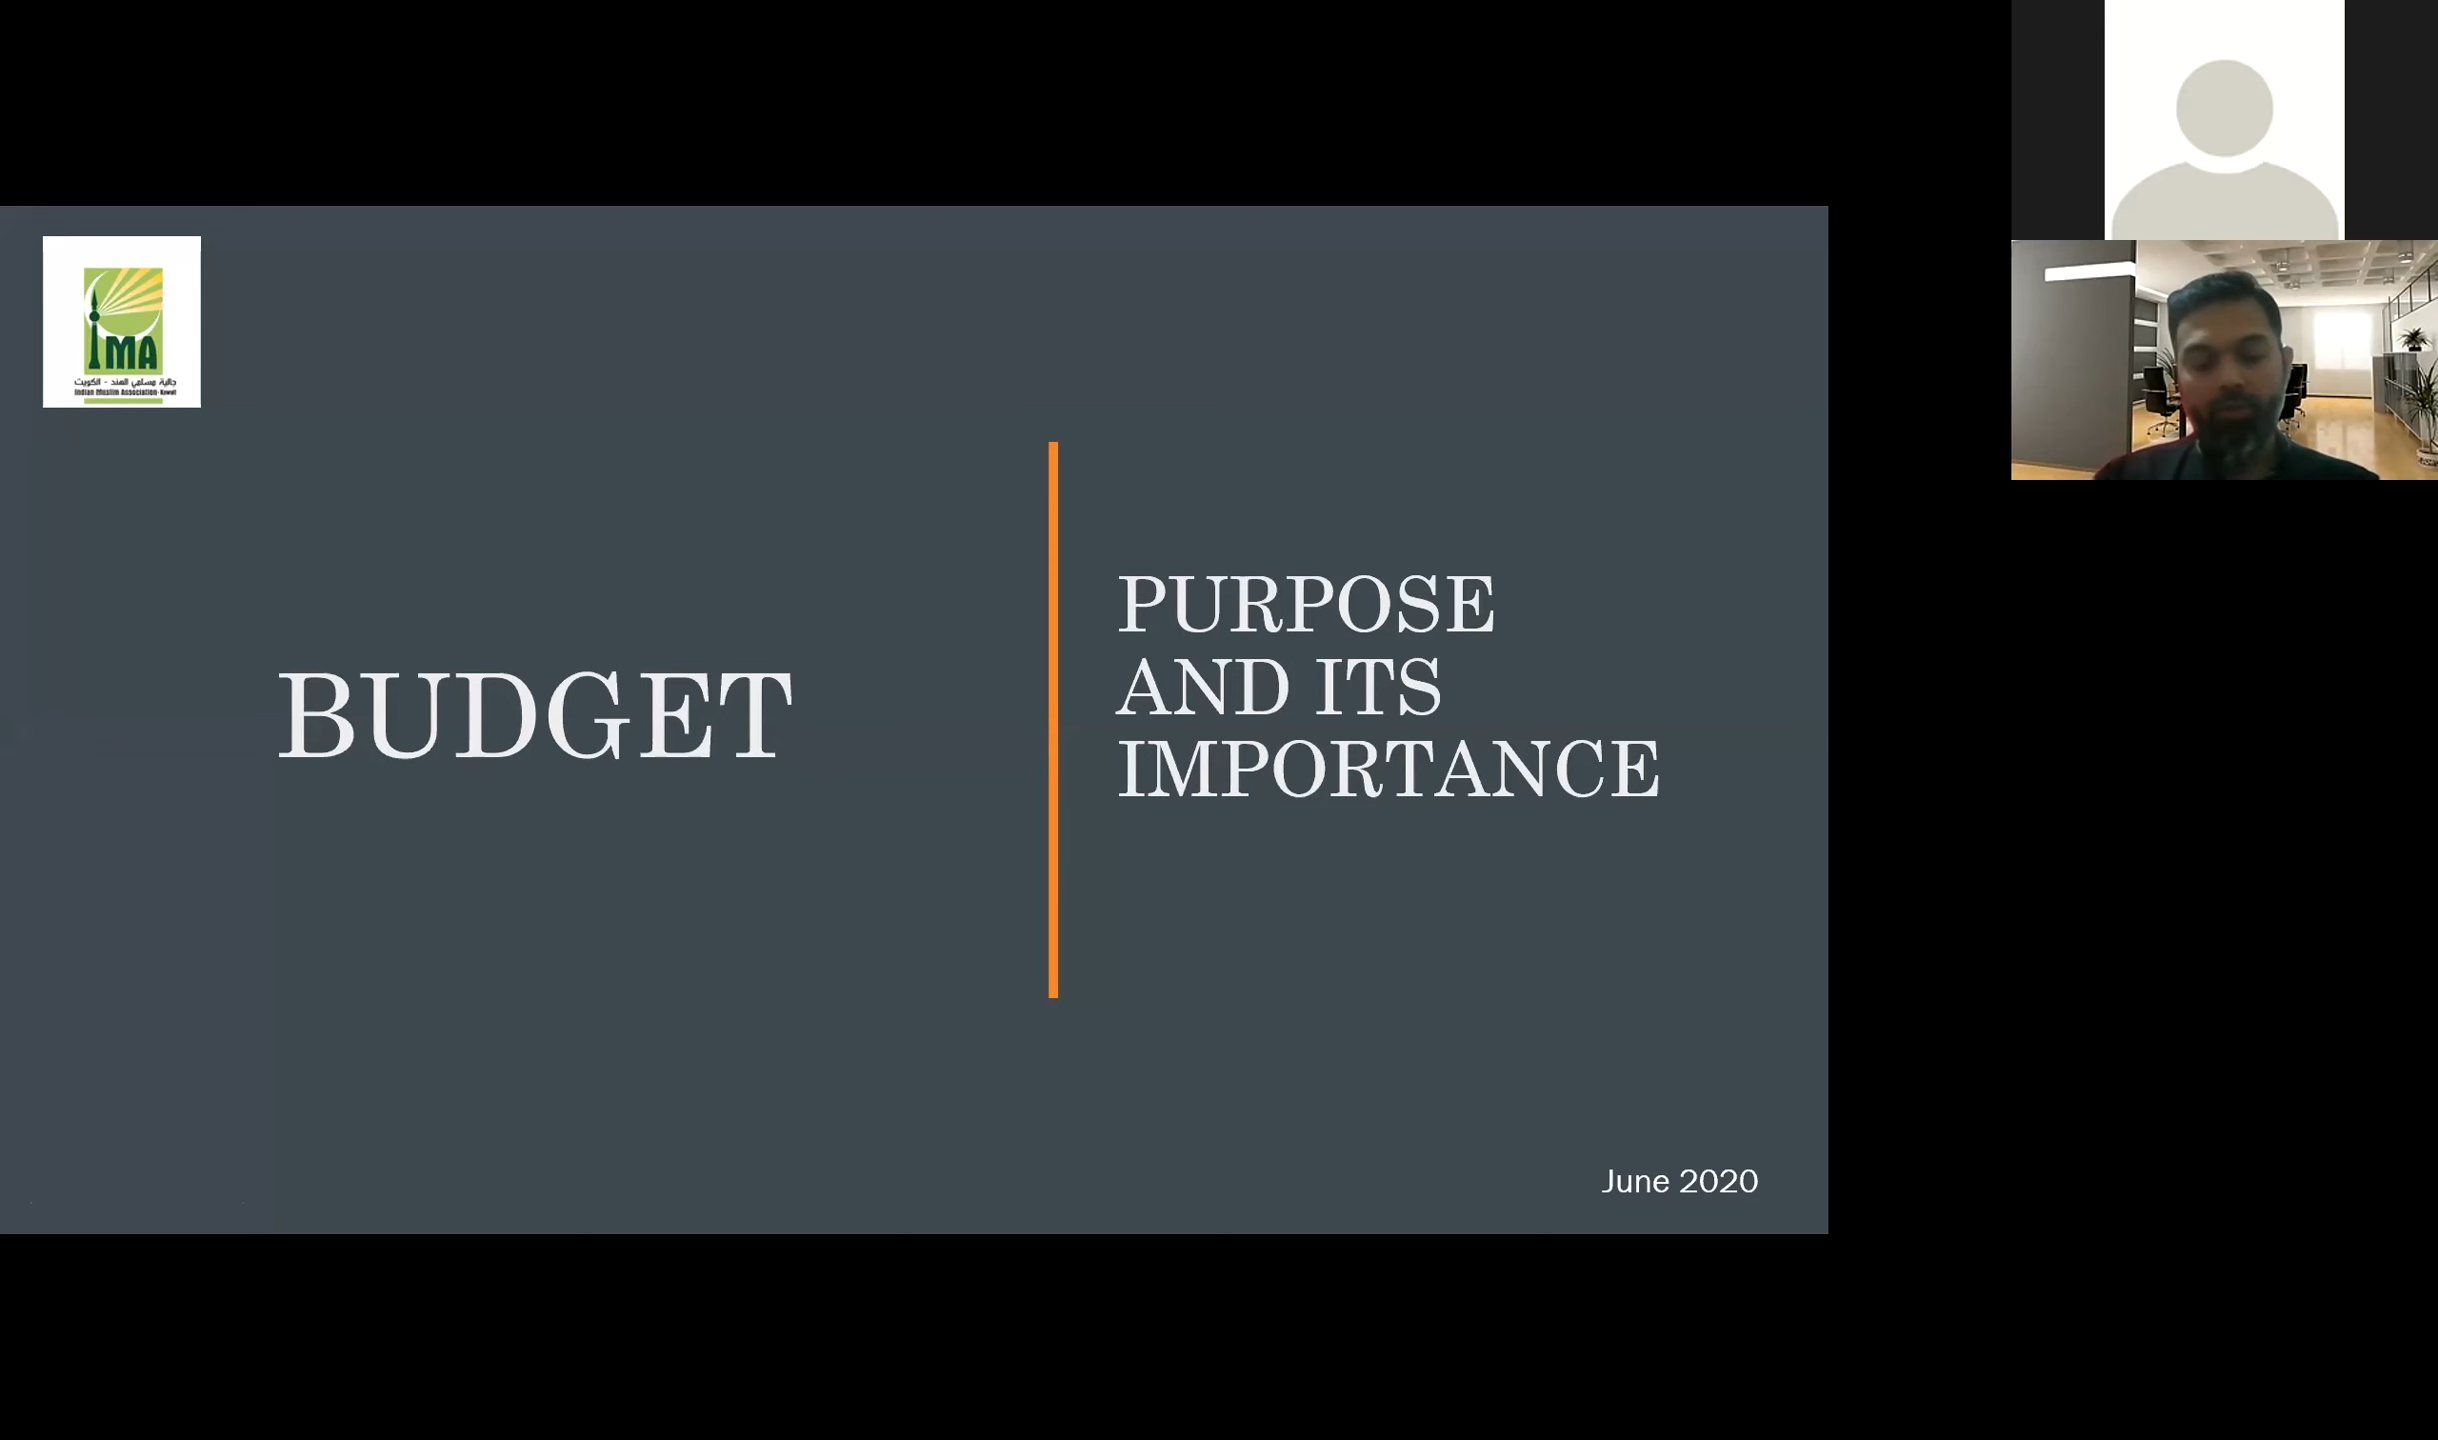 IMA
جالية مسلمي الهند - الكويت
Indian Muslim Association - Kuwait
BUDGET
PURPOSE
AND ITS
IMPORTANCE
June 2020